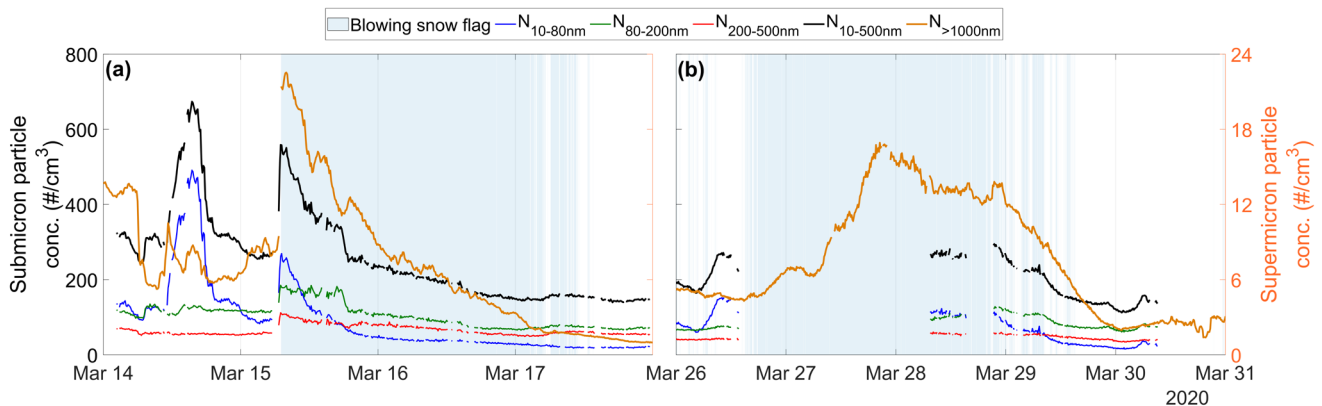 Blowing snow flag N10-80nm N80-200nm N200-500nm N10-500nm N>1000nm
(a)
(b)
800
600
400
200
0
Submicron particle
conc. (#/cm3)
24
18
12
6
0
Supermicron particle
conc. (#/cm3)
Mar 14 Mar 15 Mar 16 Mar 17 Mar 26 Mar 27 Mar 28 Mar 29 Mar 30 Mar 31
2020